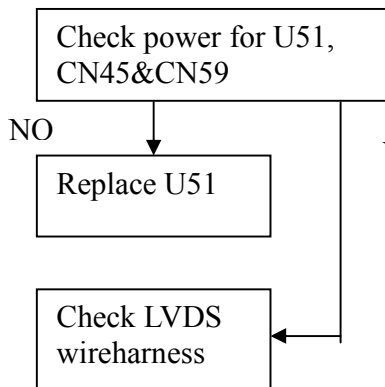 Check power for U51,
CN45&CN59
NO
Replace U51
Check LVDS
wireharness